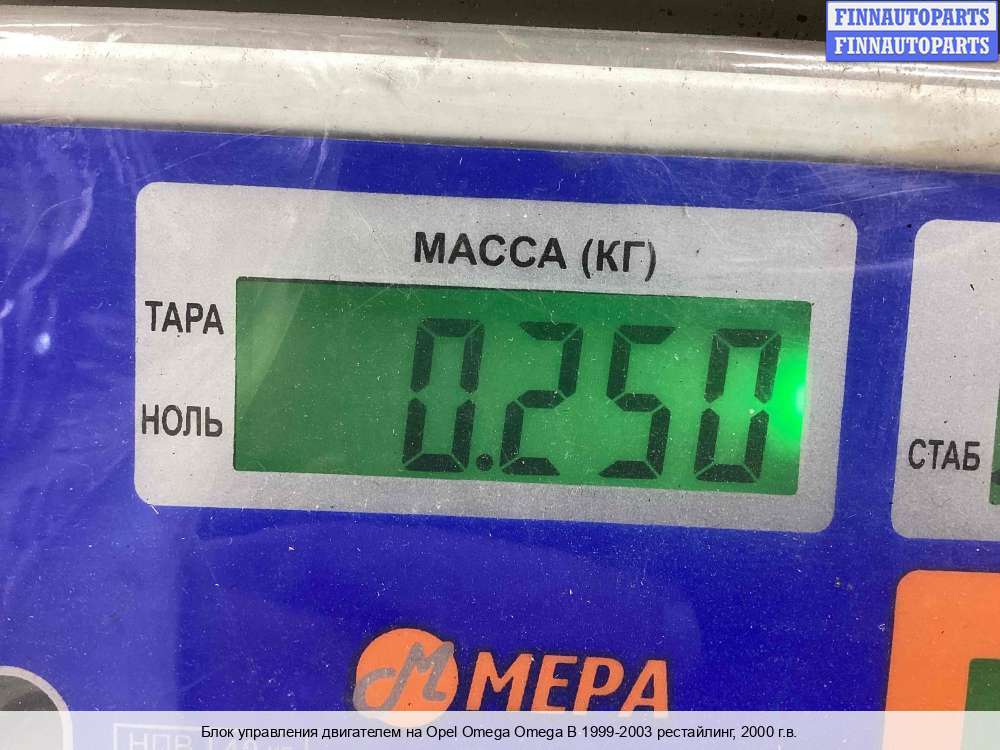 FINNAUTOPARTS
FINNAUTOPARTS
МАССА (КГ)
ТАРА
0.250
НОЛЬ
СТАБ
МЕРА
Блок управления двигателем на Opel Omega Omega B 1999-2003 рестайлинг, 2000 г.в.